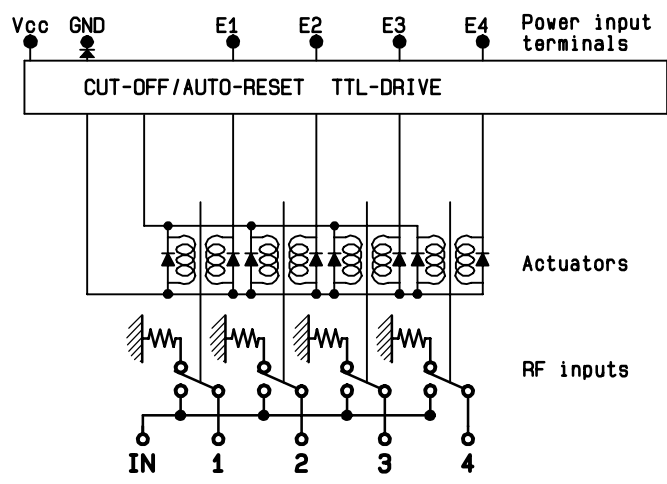 Vcc GND E1 E2 E3 E4 Power input
terminals
CUT-OFF/AUTO-RESET TTL-DRIVE
Actuators
RF inputs
IN 1 2 3 4